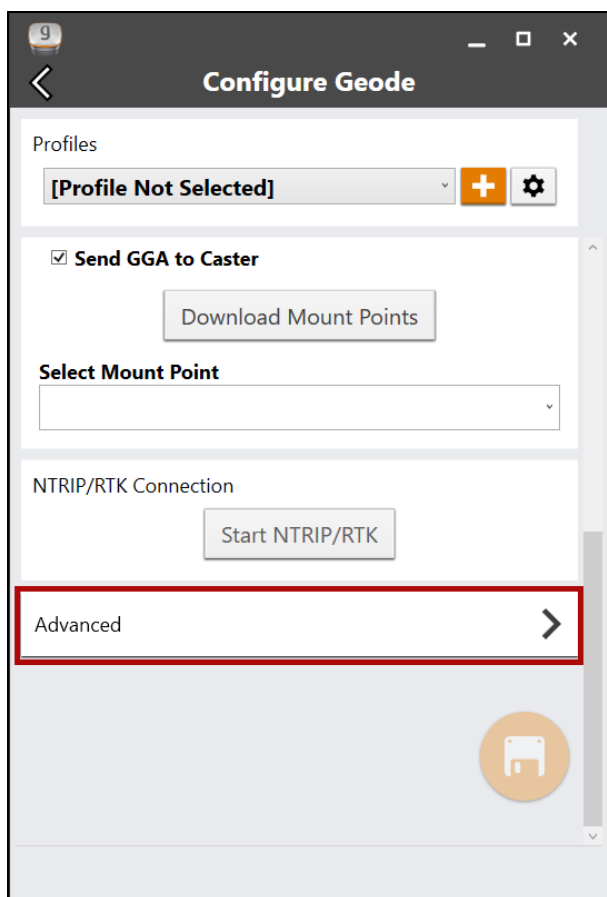 g
Configure Geode
Profiles
[Profile Not Selected]
Send GGA to Caster
Download Mount Points
Select Mount Point
NTRIP/RTK Connection
Start NTRIP/RTK
Advanced